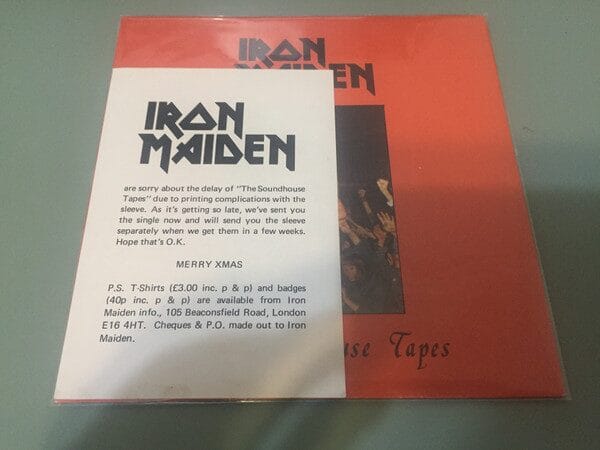 IRON
EN
IRON
MAIDEN
are sorry about the delay of "The Soundhouse
Tapes" due to printing complications with the
sleeve. As it's getting so late, we've sent you
the single now and will send you the sleeve
separately when we get them in a few weeks.
Hope that's O.K.
MERRY XMAS
P.S. T-Shirts (£3.00 inc. p & p) and badges
(40p inc. p & p) are available from Iron
Maiden info., 105 Beaconsfield Road, London
E16 4HT. Cheques & P.O. made out to Iron
Maiden.
use Tapes